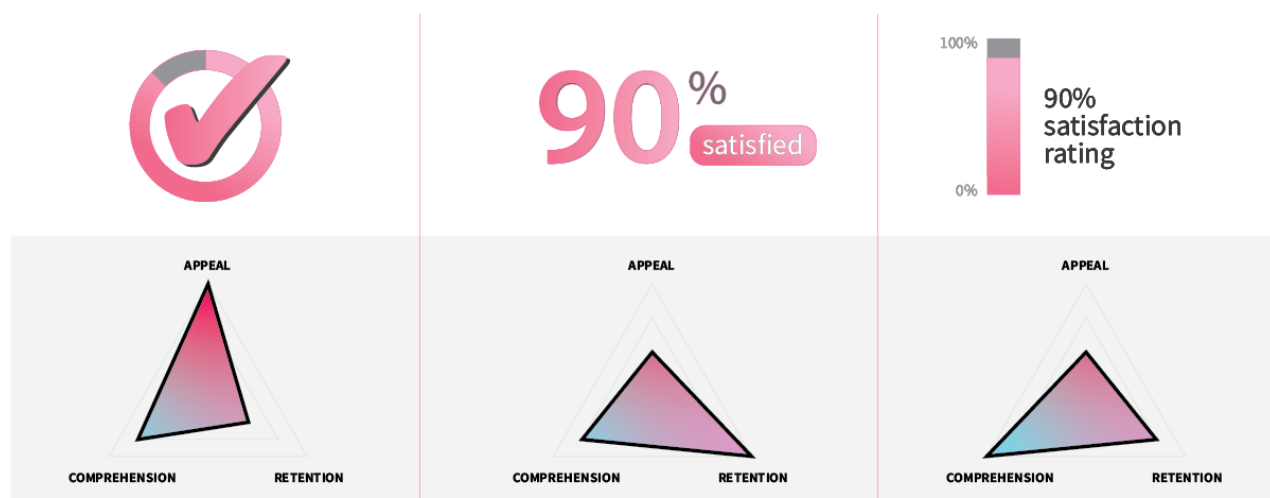 90%
satisfied
100%
90%
satisfaction
rating
0%
APPEAL
COMPREHENSION RETENTION
APPEAL
COMPREHENSION RETENTION
APPEAL
COMPREHENSION RETENTION